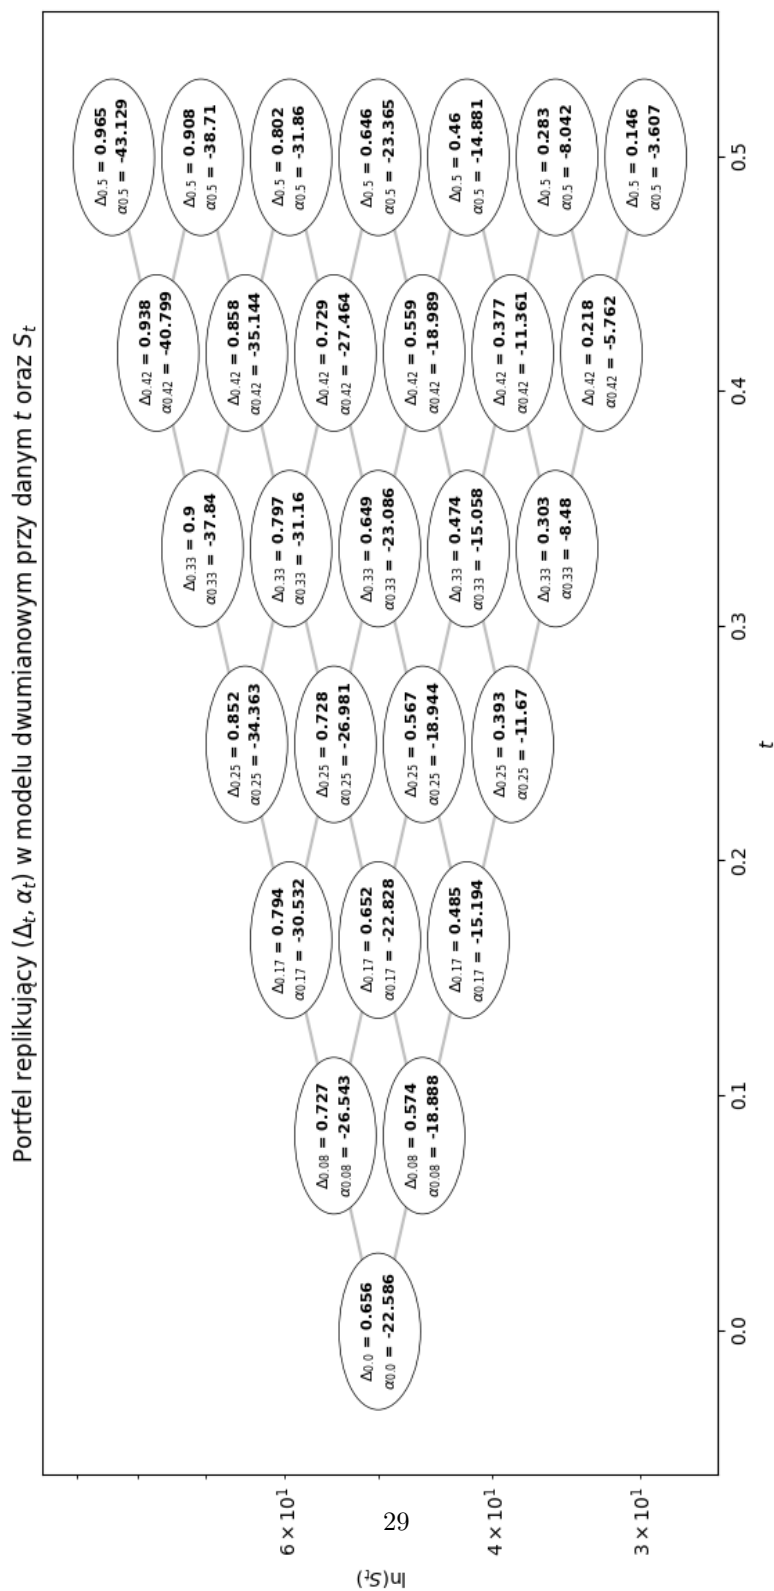 Portfel replikujący (Δt, αt) w modelu dwumianowym przy danym t oraz St
ln(St)
6 × 10¹
4 × 10¹
3 × 10¹
Δ0.0 = 0.656
α0.0 = -22.586
Δ0.08 = 0.727
α0.08 = -26.543
Δ0.08 = 0.574
α0.08 = -18.888
Δ0.17 = 0.794
α0.17 = -30.532
Δ0.17 = 0.652
α0.17 = -22.828
Δ0.17 = 0.485
α0.17 = -15.194
Δ0.25 = 0.852
α0.25 = -34.363
Δ0.25 = 0.728
α0.25 = -26.981
Δ0.25 = 0.567
α0.25 = -18.944
Δ0.25 = 0.393
α0.25 = -11.67
Δ0.33 = 0.9
α0.33 = -37.84
Δ0.33 = 0.797
α0.33 = -31.16
Δ0.33 = 0.649
α0.33 = -23.086
Δ0.33 = 0.474
α0.33 = -15.058
Δ0.33 = 0.303
α0.33 = -8.48
Δ0.42 = 0.938
α0.42 = -40.799
Δ0.42 = 0.858
α0.42 = -35.144
Δ0.42 = 0.729
α0.42 = -27.464
Δ0.42 = 0.559
α0.42 = -18.989
Δ0.42 = 0.377
α0.42 = -11.361
Δ0.42 = 0.218
α0.42 = -5.762
Δ0.5 = 0.965
α0.5 = -43.129
Δ0.5 = 0.908
α0.5 = -38.71
Δ0.5 = 0.802
α0.5 = -31.86
Δ0.5 = 0.646
α0.5 = -23.365
Δ0.5 = 0.46
α0.5 = -14.881
Δ0.5 = 0.283
α0.5 = -8.042
Δ0.5 = 0.146
α0.5 = -3.607
0.0 0.1 0.2 0.3 0.4 0.5
t
29